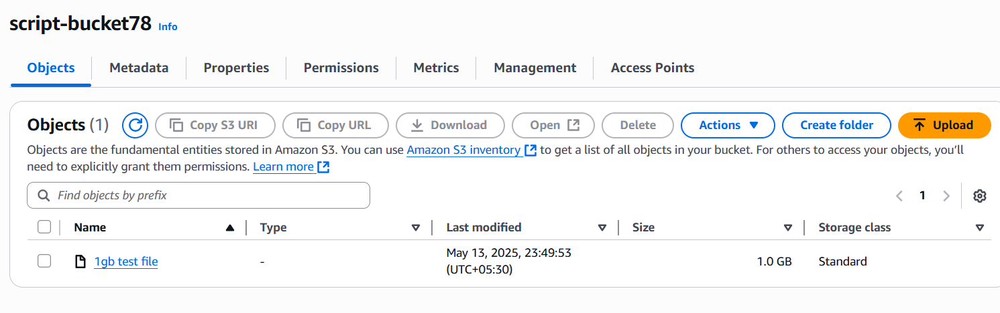 script-bucket78 Info
Objects Metadata Properties Permissions Metrics Management Access Points
Objects (1) Copy S3 URI Copy URL Download Open Delete Actions Create folder Upload
Objects are the fundamental entities stored in Amazon S3. You can use Amazon S3 inventory to get a list of all objects in your bucket. For others to access your objects, you'll
need to explicitly grant them permissions. Learn more
Find objects by prefix 1
Name Type Last modified Size Storage class
1gb test file - May 13, 2025, 23:49:53 1.0 GB Standard
(UTC+05:30)